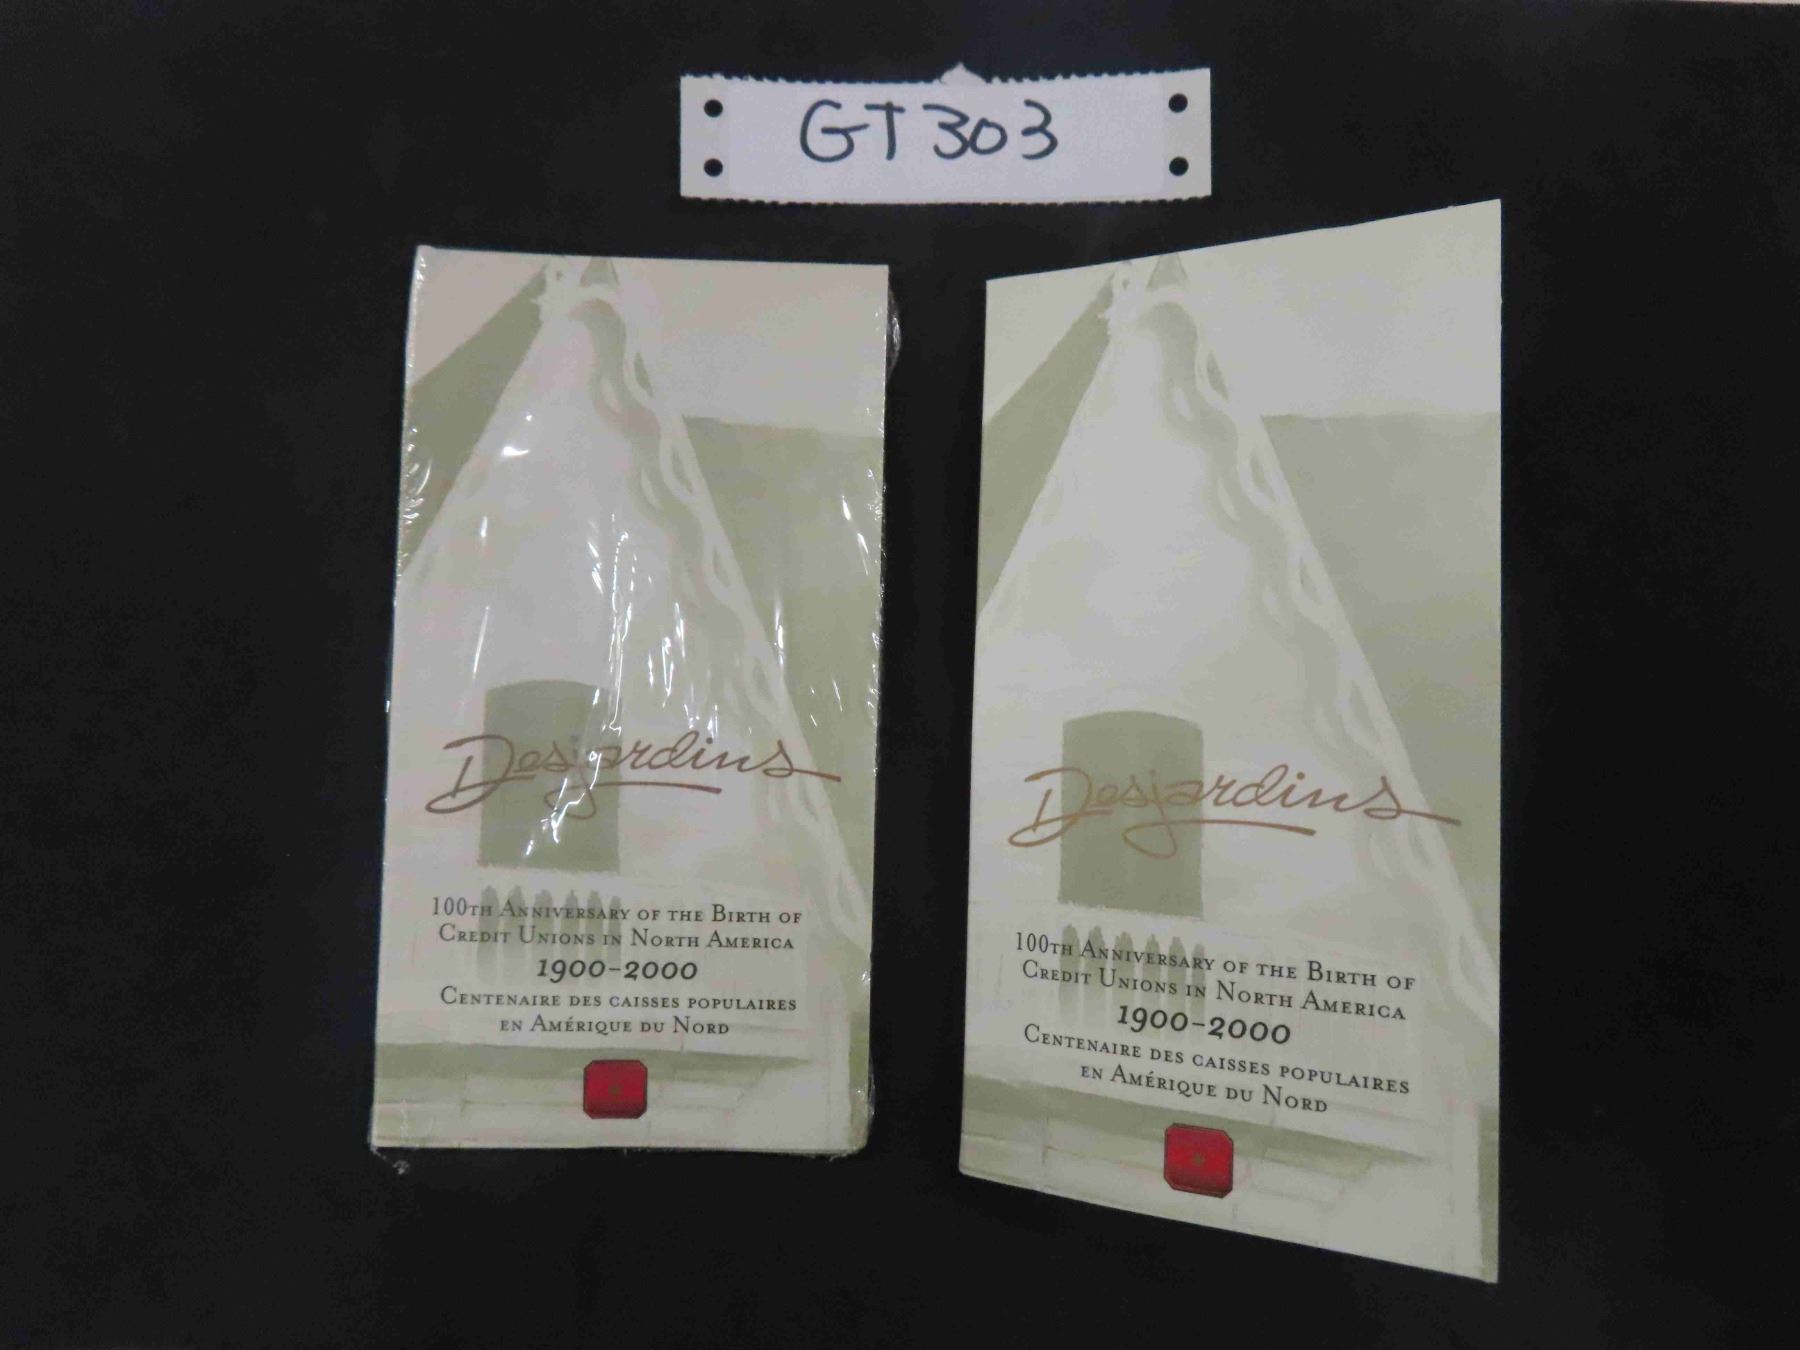 GT303
Desjardins
100th Anniversary of the Birth of
Credit Unions in North America
1900-2000
Centenaire des caisses populaires
en Amérique du Nord
Desjardins
100th Anniversary of the Birth of
Credit Unions in North America
1900-2000
Centenaire des caisses populaires
en Amérique du Nord